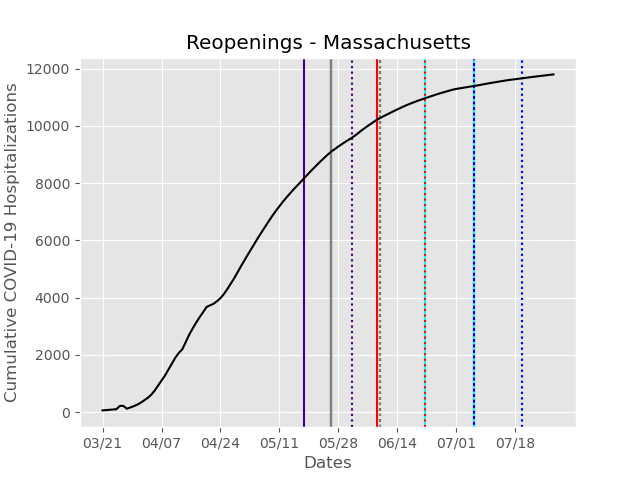 Reopenings - Massachusetts
Cumulative COVID-19 Hospitalizations
12000
10000
8000
6000
4000
2000
0
03/21 04/07 04/24 05/11 05/28 06/14 07/01 07/18
Dates